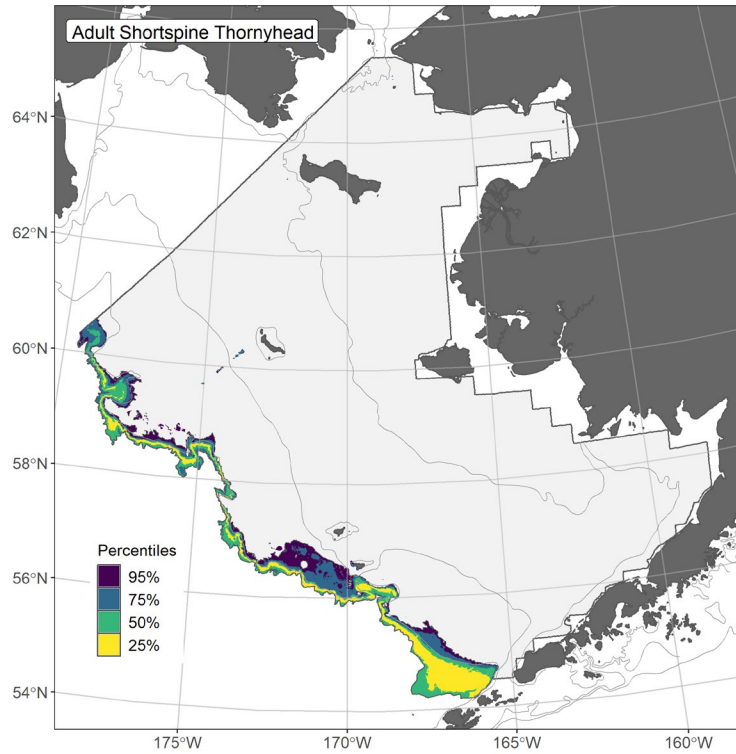 Adult Shortspine Thornyhead
64°N
62°N
60°N
58°N
56°N
54°N
Percentiles
95%
75%
50%
25%
175°W
170°W
165°W
160°W